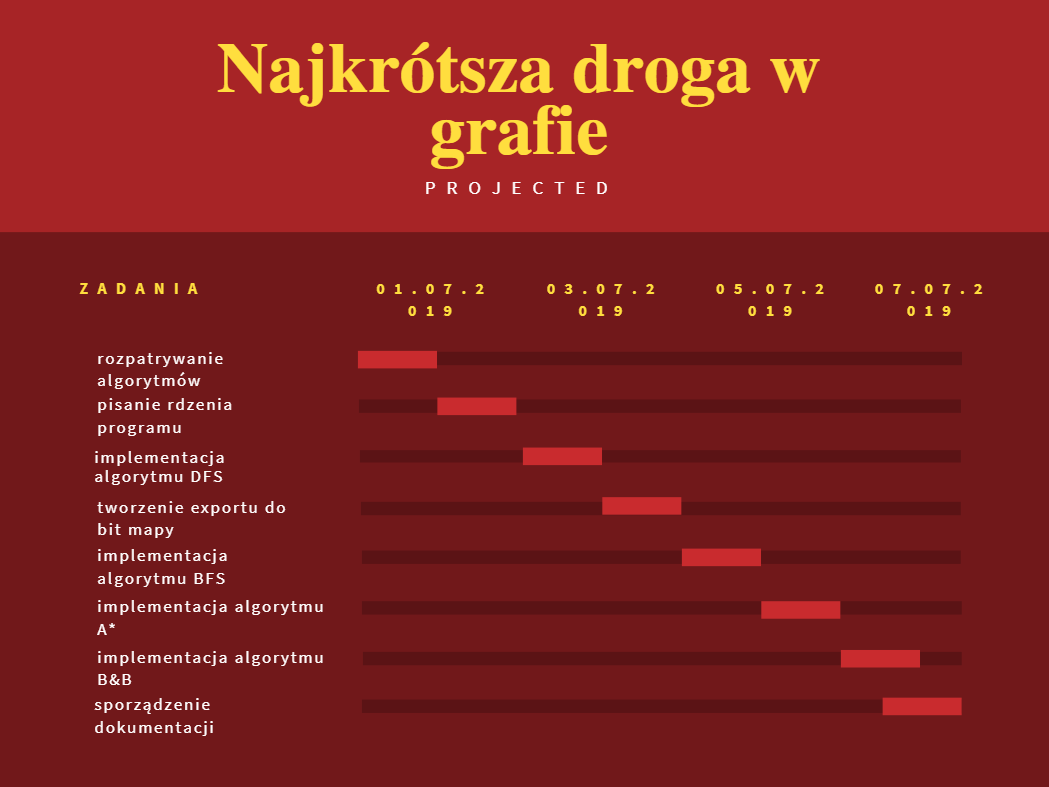 Najkrótsza droga w
grafie
PROJECTED
ZADANIA
01.07.2
019
03.07.2
019
05.07.2
019
07.07.2
019
rozpatrywanie
algorytmów
pisanie rdzenia
programu
implementacja
algorytmu DFS
tworzenie exportu do
bit mapy
implementacja
algorytmu BFS
implementacja algorytmu
A*
implementacja algorytmu
B&B
sporządzenie
dokumentacji